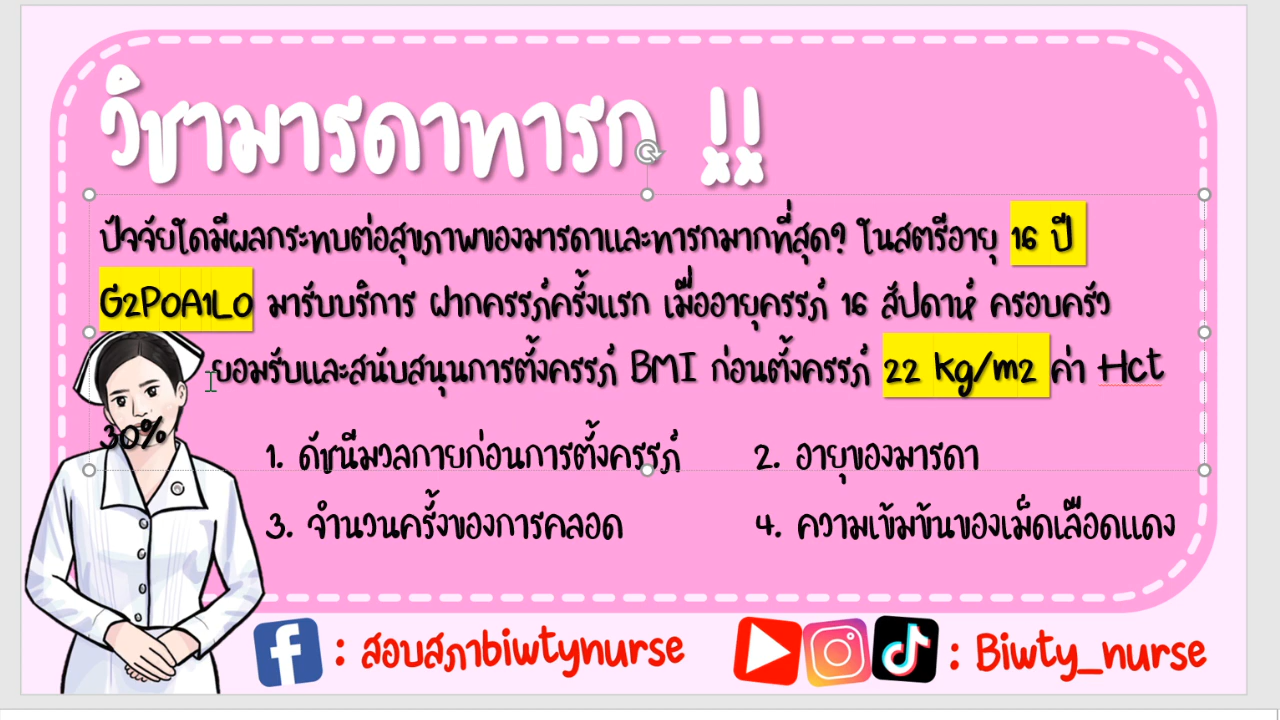 วิชามารดาทารก !!
ปัจจัยใดมีผลกระทบต่อสุขภาพของมารดาและทารกมากที่สุด? ในสตรีอายุ 16 ปี
G2P0A1L0 มารับบริการ ฝากครรภ์ครั้งแรก เมื่ออายุครรภ์ 16 สัปดาห์ ครอบครัว
ยอมรับและสนับสนุนการตั้งครรภ์ BMI ก่อนตั้งครรภ์ 22 kg/m2 ค่า Hct
30%
1. ดัชนีมวลกายก่อนการตั้งครรภ์ 2. อายุของมารดา
3. จำนวนครั้งของการคลอด 4. ความเข้มข้นของเม็ดเลือดแดง
: สอบสภาbiwtynurse : Biwty_nurse